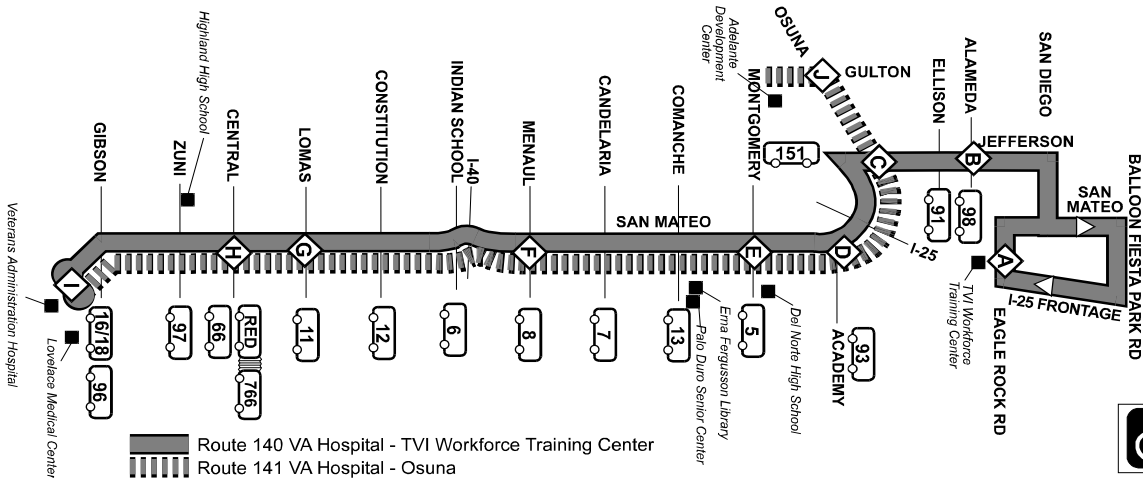 Highland High School
Veterans Administration Hospital
Lovelace Medical Center
GIBSON
ZUNI
CENTRAL
LOMAS
CONSTITUTION
INDIAN SCHOOL
I-40
MENAUL
CANDELARIA
COMANCHE
MONTGOMERY
SAN MATEO
OSUNA
GULTON
Adelante
Development
Center
ELLISON
ALAMEDA
SAN DIEGO
JEFFERSON
BALLOON FIESTA PARK RD
SAN
MATEO
I-25 FRONTAGE
EAGLE ROCK RD
TVI Workforce
Training Center
I-25
ACADEMY
Del Norte High School
Erna Fergusson Library
Palo Duro Senior Center
A
B
C
D
E
F
G
H
I
J
16/18
96
97
66
RED
766
11
12
6
8
7
13
5
93
151
91
98
Route 140 VA Hospital - TVI Workforce Training Center
Route 141 VA Hospital - Osuna